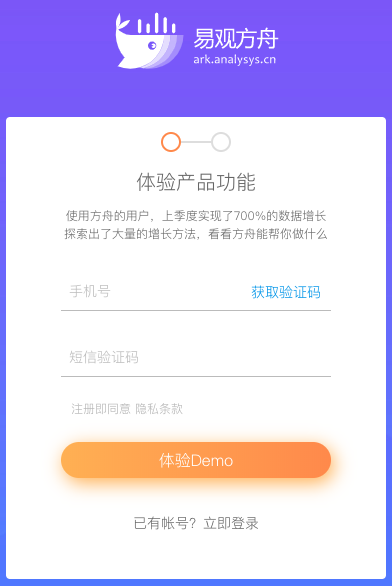 易观方舟
ark.analysys.cn
体验产品功能
使用方舟的用户，上季度实现了700%的数据增长
探索出了大量的增长方法，看看方舟能帮你做什么
手机号 获取验证码
短信验证码
注册即同意 隐私条款
体验Demo
已有帐号？立即登录